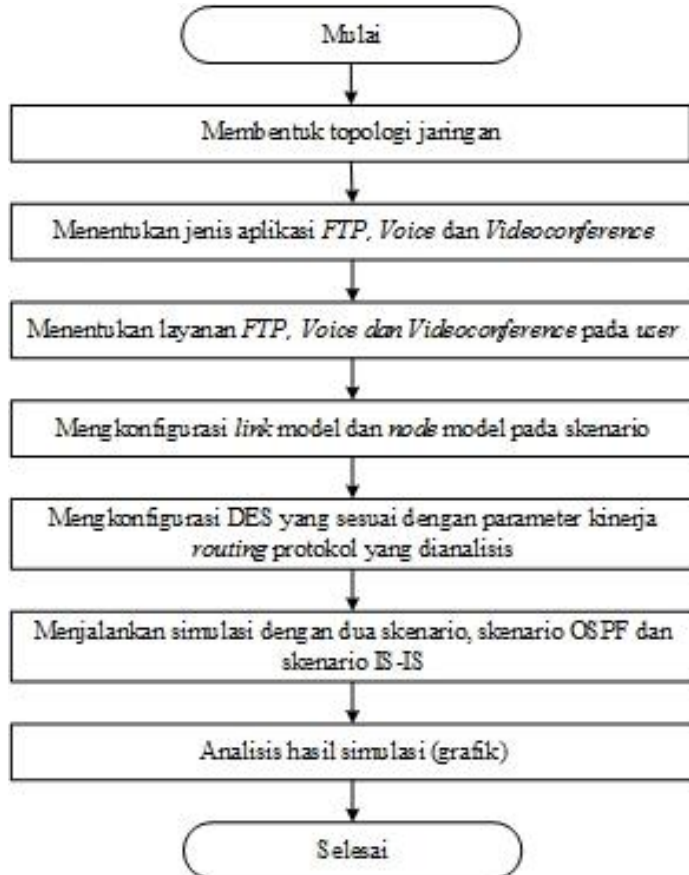 Mulai
Membentuk topologi jaringan
Menentukan jenis aplikasi FTP, Voice dan Videoconference
Menentukan layanan FTP, Voice dan Videoconference pada user
Mengkonfigurasi link model dan node model pada skenario
Mengkonfigurasi DES yang sesuai dengan parameter kinerja
routing protokol yang dianalisis
Menjalankan simulasi dengan dua skenario, skenario OSPF dan
skenario IS-IS
Analisis hasil simulasi (grafik)
Selesai